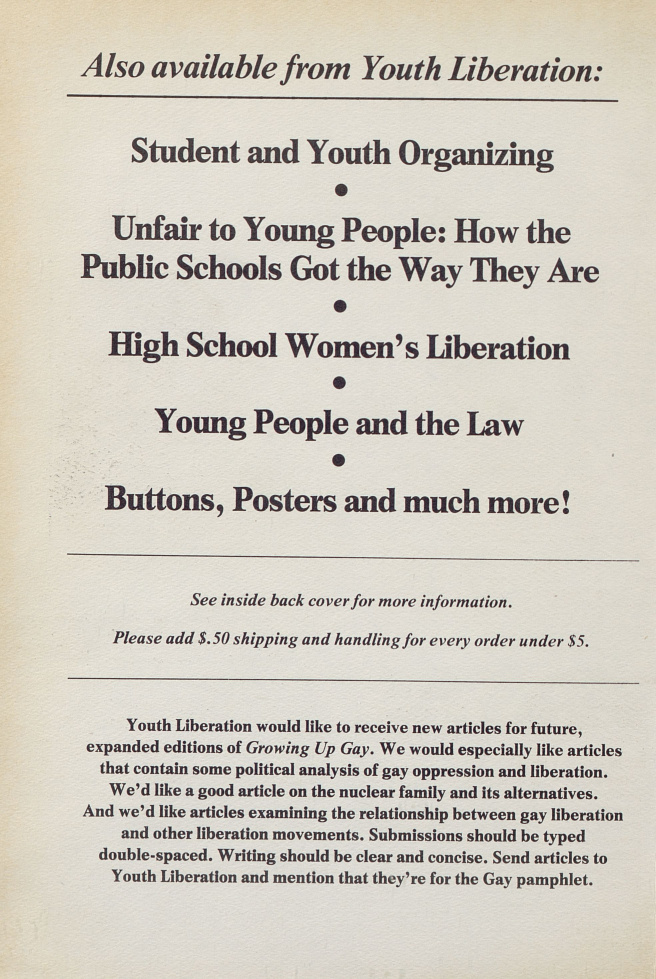 Also available from Youth Liberation:
Student and Youth Organizing
•
Unfair to Young People: How the
Public Schools Got the Way They Are
•
High School Women's Liberation
•
Young People and the Law
•
Buttons, Posters and much more!
See inside back cover for more information.
Please add $.50 shipping and handling for every order under $5.
Youth Liberation would like to receive new articles for future,
expanded editions of Growing Up Gay. We would especially like articles
that contain some political analysis of gay oppression and liberation.
We'd like a good article on the nuclear family and its alternatives.
And we'd like articles examining the relationship between gay liberation
and other liberation movements. Submissions should be typed
double-spaced. Writing should be clear and concise. Send articles to
Youth Liberation and mention that they're for the Gay pamphlet.